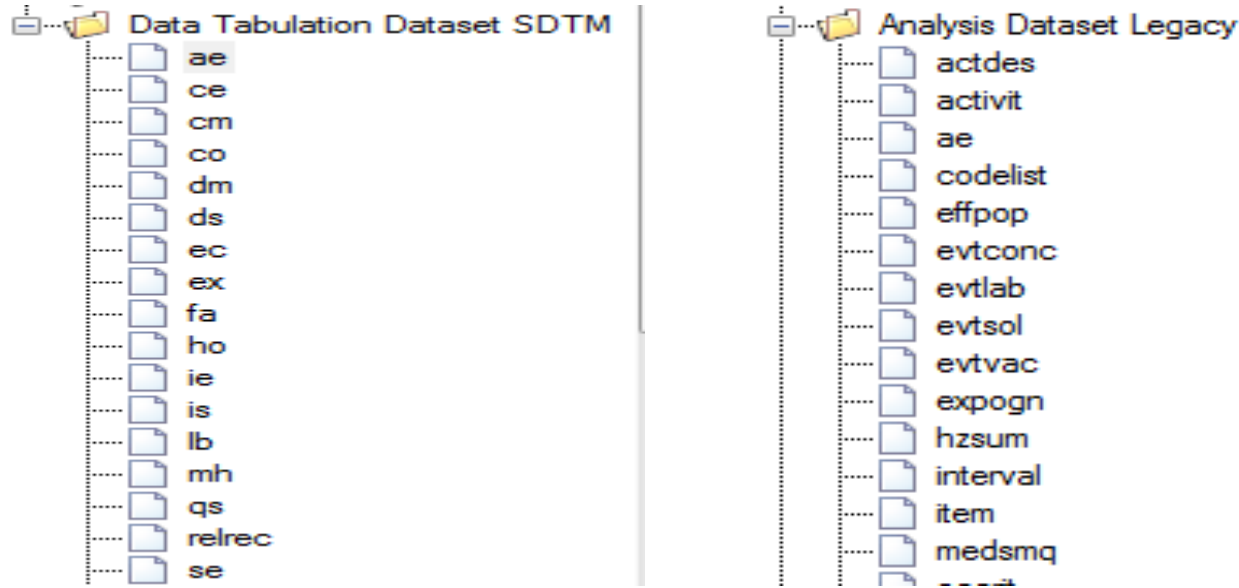 Data Tabulation Dataset SDTM
ae
ce
cm
co
dm
ds
ec
ex
fa
ho
ie
is
lb
mh
qs
relrec
se
Analysis Dataset Legacy
actdes
activit
ae
codelist
effpop
evtconc
evtlab
evtsol
evtvac
expogn
hzsum
interval
item
medsmq